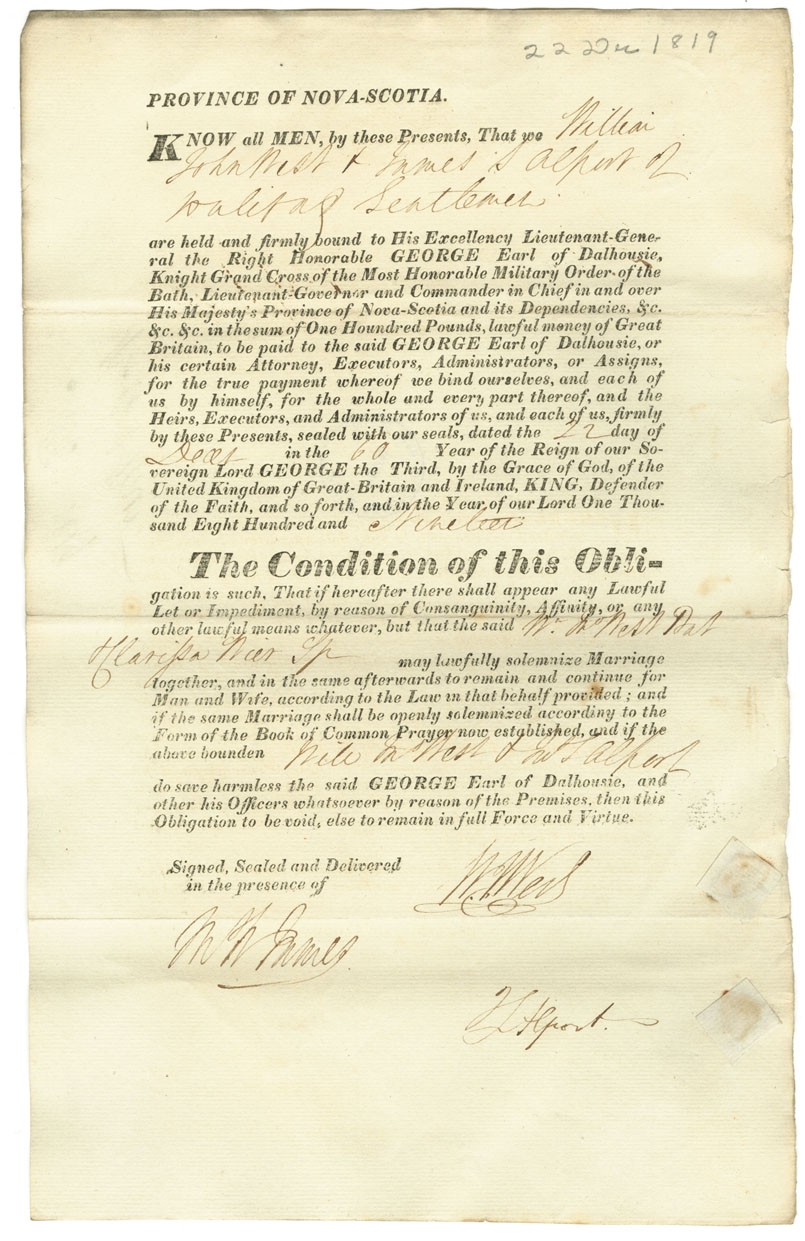 22 Dec 1819
PROVINCE OF NOVA-SCOTIA.
KNOW all MEN, by these Presents, That we William
John West & James S Alport of
Halifax Gentlemen
are held and firmly bound to His Excellency Lieutenant-Gene-
ral the Right Honorable GEORGE Earl of Dalhousie,
Knight Grand Cross of the Most Honorable Military Order of the
Bath, Lieutenant-Governor and Commander in Chief in and over
His Majesty's Province of Nova-Scotia and its Dependencies, &c.
&c. &c. in the sum of One Houndred Pounds, lawful money of Great
Britain, to be paid to the said GEORGE Earl of Dalhousie, or
his certain Attorney, Executors, Administrators, or Assigns,
for the true payment whereof we bind ourselves, and each of
us by himself, for the whole and every part thereof, and the
Heirs, Executors, and Administrators of us, and each of us, firmly
by these Presents, sealed with our seals, dated the 22 day of
Decr in the 60 Year of the Reign of our So-
vereign Lord GEORGE the Third, by the Grace of God, of the
United Kingdom of Great-Britain and Ireland, KING, Defender
of the Faith, and so forth, and in the Year of our Lord One Thou-
sand Eight Hundred and Nineteen
The Condition of this Obli-
gation is such, That if hereafter there shall appear any Lawful
Let or Impediment, by reason of Consanguinity, Affinity, or any
other lawful means whatever, but that the said Wm Jno West Bat
& Clarissa Wier Sp may lawfully solemnize Marriage
together, and in the same afterwards to remain and continue for
Man and Wife, according to the Law in that behalf provided; and
if the same Marriage shall be openly solemnized according to the
Form of the Book of Common Prayer now established, and if the
above bounden Will Jno West & Jas S Alport
do save harmless the said GEORGE Earl of Dalhousie, and
other his Officers whatsoever by reason of the Premises, then this
Obligation to be void, else to remain in full Force and Virtue.
Signed, Sealed and Delivered
in the presence of
W West
James
Alport.